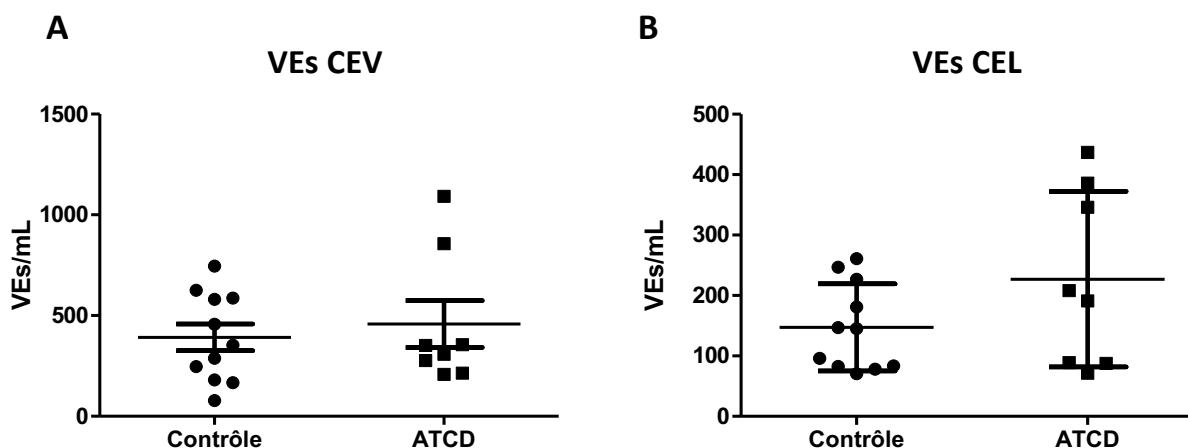 A
VEs CEV
VEs/mL
1500
1000
500
0
Contrôle
ATCD
B
VEs CEL
VEs/mL
500
400
300
200
100
0
Contrôle
ATCD